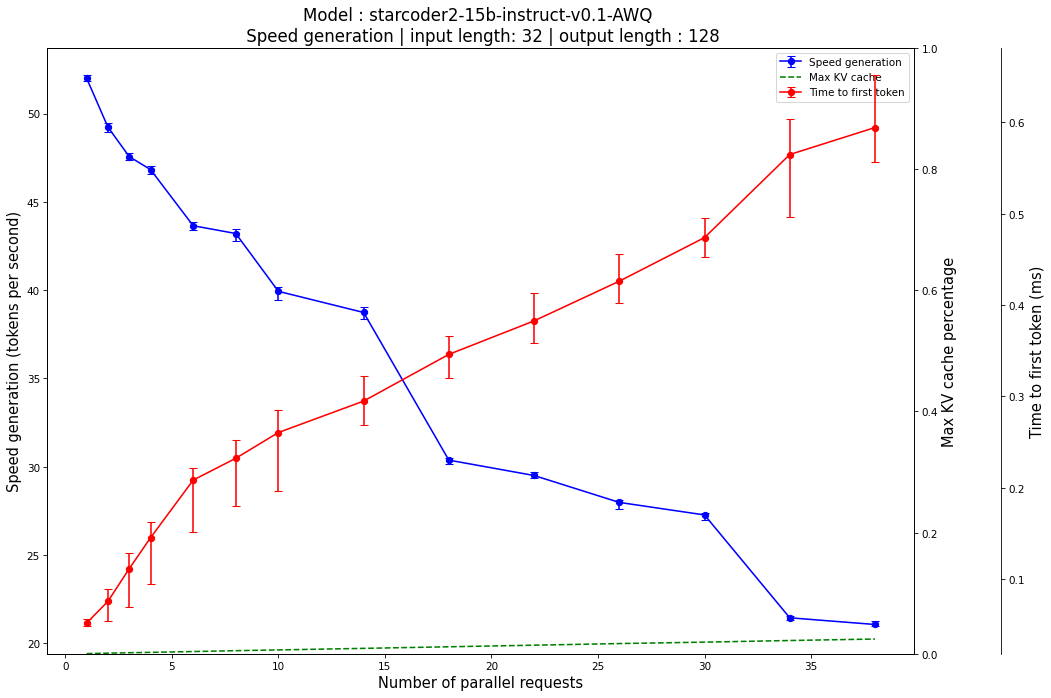 Model : starcoder2-15b-instruct-v0.1-AWQ
Speed generation | input length: 32 | output length : 128
Speed generation
Max KV cache
Time to first token
Speed generation (tokens per second)
50
45
40
35
30
25
20
0 5 10 15 20 25 30 35
Number of parallel requests
1.0
0.8
0.6
0.4
0.2
0.0
Max KV cache percentage
0.6
0.5
0.4
0.3
0.2
0.1
Time to first token (ms)